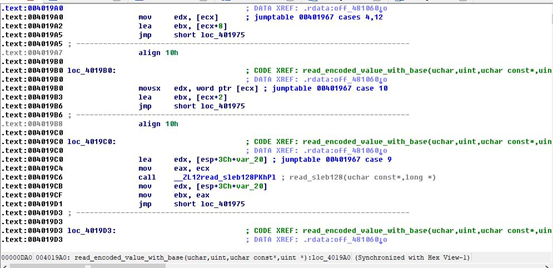 .text:004019A0 ; DATA XREF: .rdata:off_481060↓o
.text:004019A0 mov edx, [ecx] ; jumptable 00401967 cases 4,12
.text:004019A2 lea ebx, [ecx+8]
.text:004019A5 jmp short loc_401975
.text:004019A5 ; ---------------------------------------------------------------------------
.text:004019A7 align 10h
.text:004019B0
.text:004019B0 loc_4019B0: ; CODE XREF: read_encoded_value_with_base(uchar,uint,uchar const*,uin
.text:004019B0 ; DATA XREF: .rdata:off_481060↓o
.text:004019B0 movsx edx, word ptr [ecx] ; jumptable 00401967 case 10
.text:004019B3 lea ebx, [ecx+2]
.text:004019B6 jmp short loc_401975
.text:004019B6 ; ---------------------------------------------------------------------------
.text:004019B8 align 10h
.text:004019C0
.text:004019C0 loc_4019C0: ; CODE XREF: read_encoded_value_with_base(uchar,uint,uchar const*,uin
.text:004019C0 ; DATA XREF: .rdata:off_481060↓o
.text:004019C0 lea edx, [esp+3Ch+var_20] ; jumptable 00401967 case 9
.text:004019C4 mov eax, ecx
.text:004019C6 call __ZL12read_sleb128PKhPl ; read_sleb128(uchar const*,long *)
.text:004019CB mov edx, [esp+3Ch+var_20]
.text:004019CF mov ebx, eax
.text:004019D1 jmp short loc_401975
.text:004019D3 ; ---------------------------------------------------------------------------
.text:004019D3
.text:004019D3 loc_4019D3: ; CODE XREF: read_encoded_value_with_base(uchar,uint,uchar const*,uin
.text:004019D3 ; DATA XREF: .rdata:off_481060↓o
00000DA0 004019A0: read_encoded_value_with_base(uchar,uint,uchar const*,uint *):loc_4019A0 (Synchronized with Hex View-1)